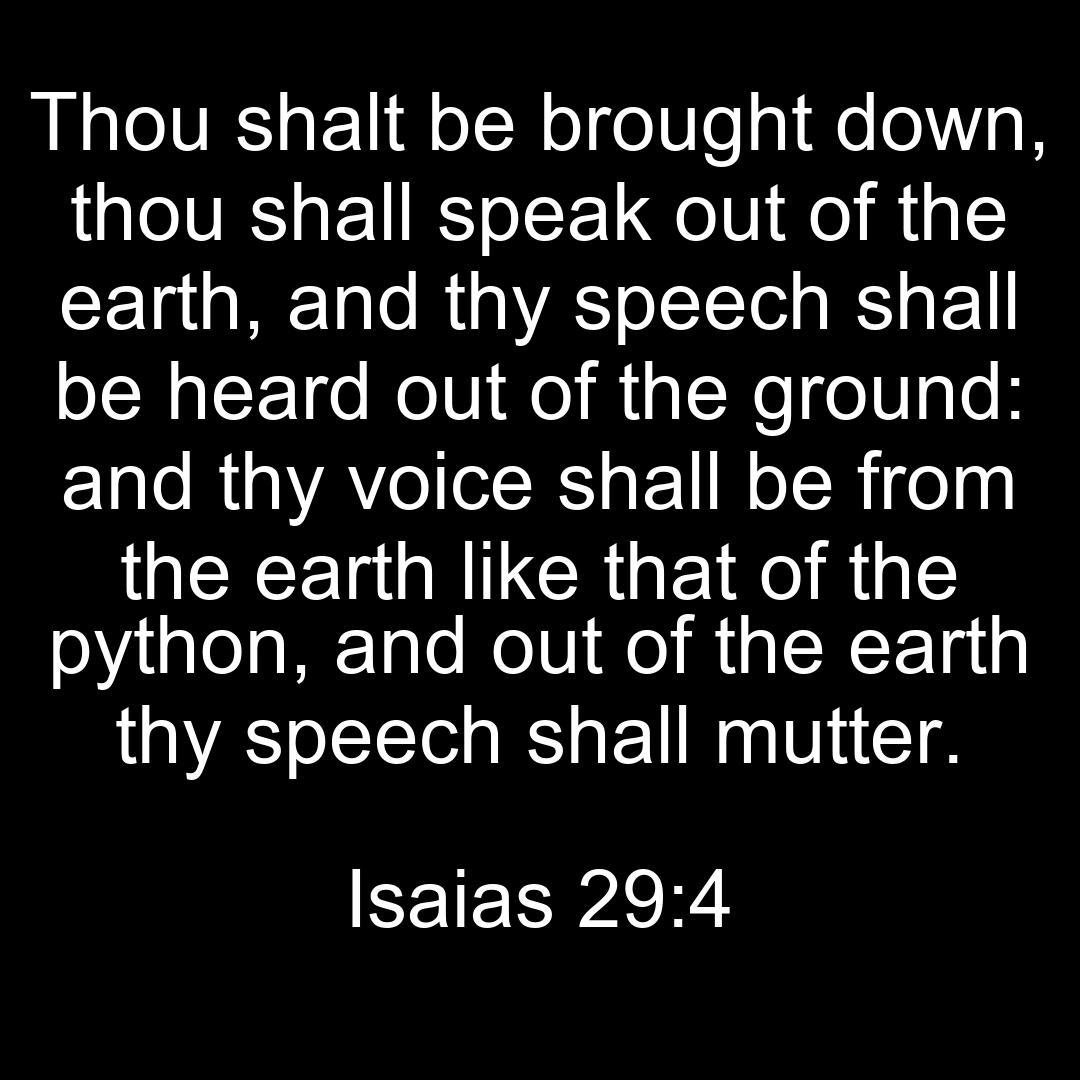 Thou shalt be brought down,
thou shall speak out of the
earth, and thy speech shall
be heard out of the ground:
and thy voice shall be from
the earth like that of the
python, and out of the earth
thy speech shall mutter.
Isaias 29:4